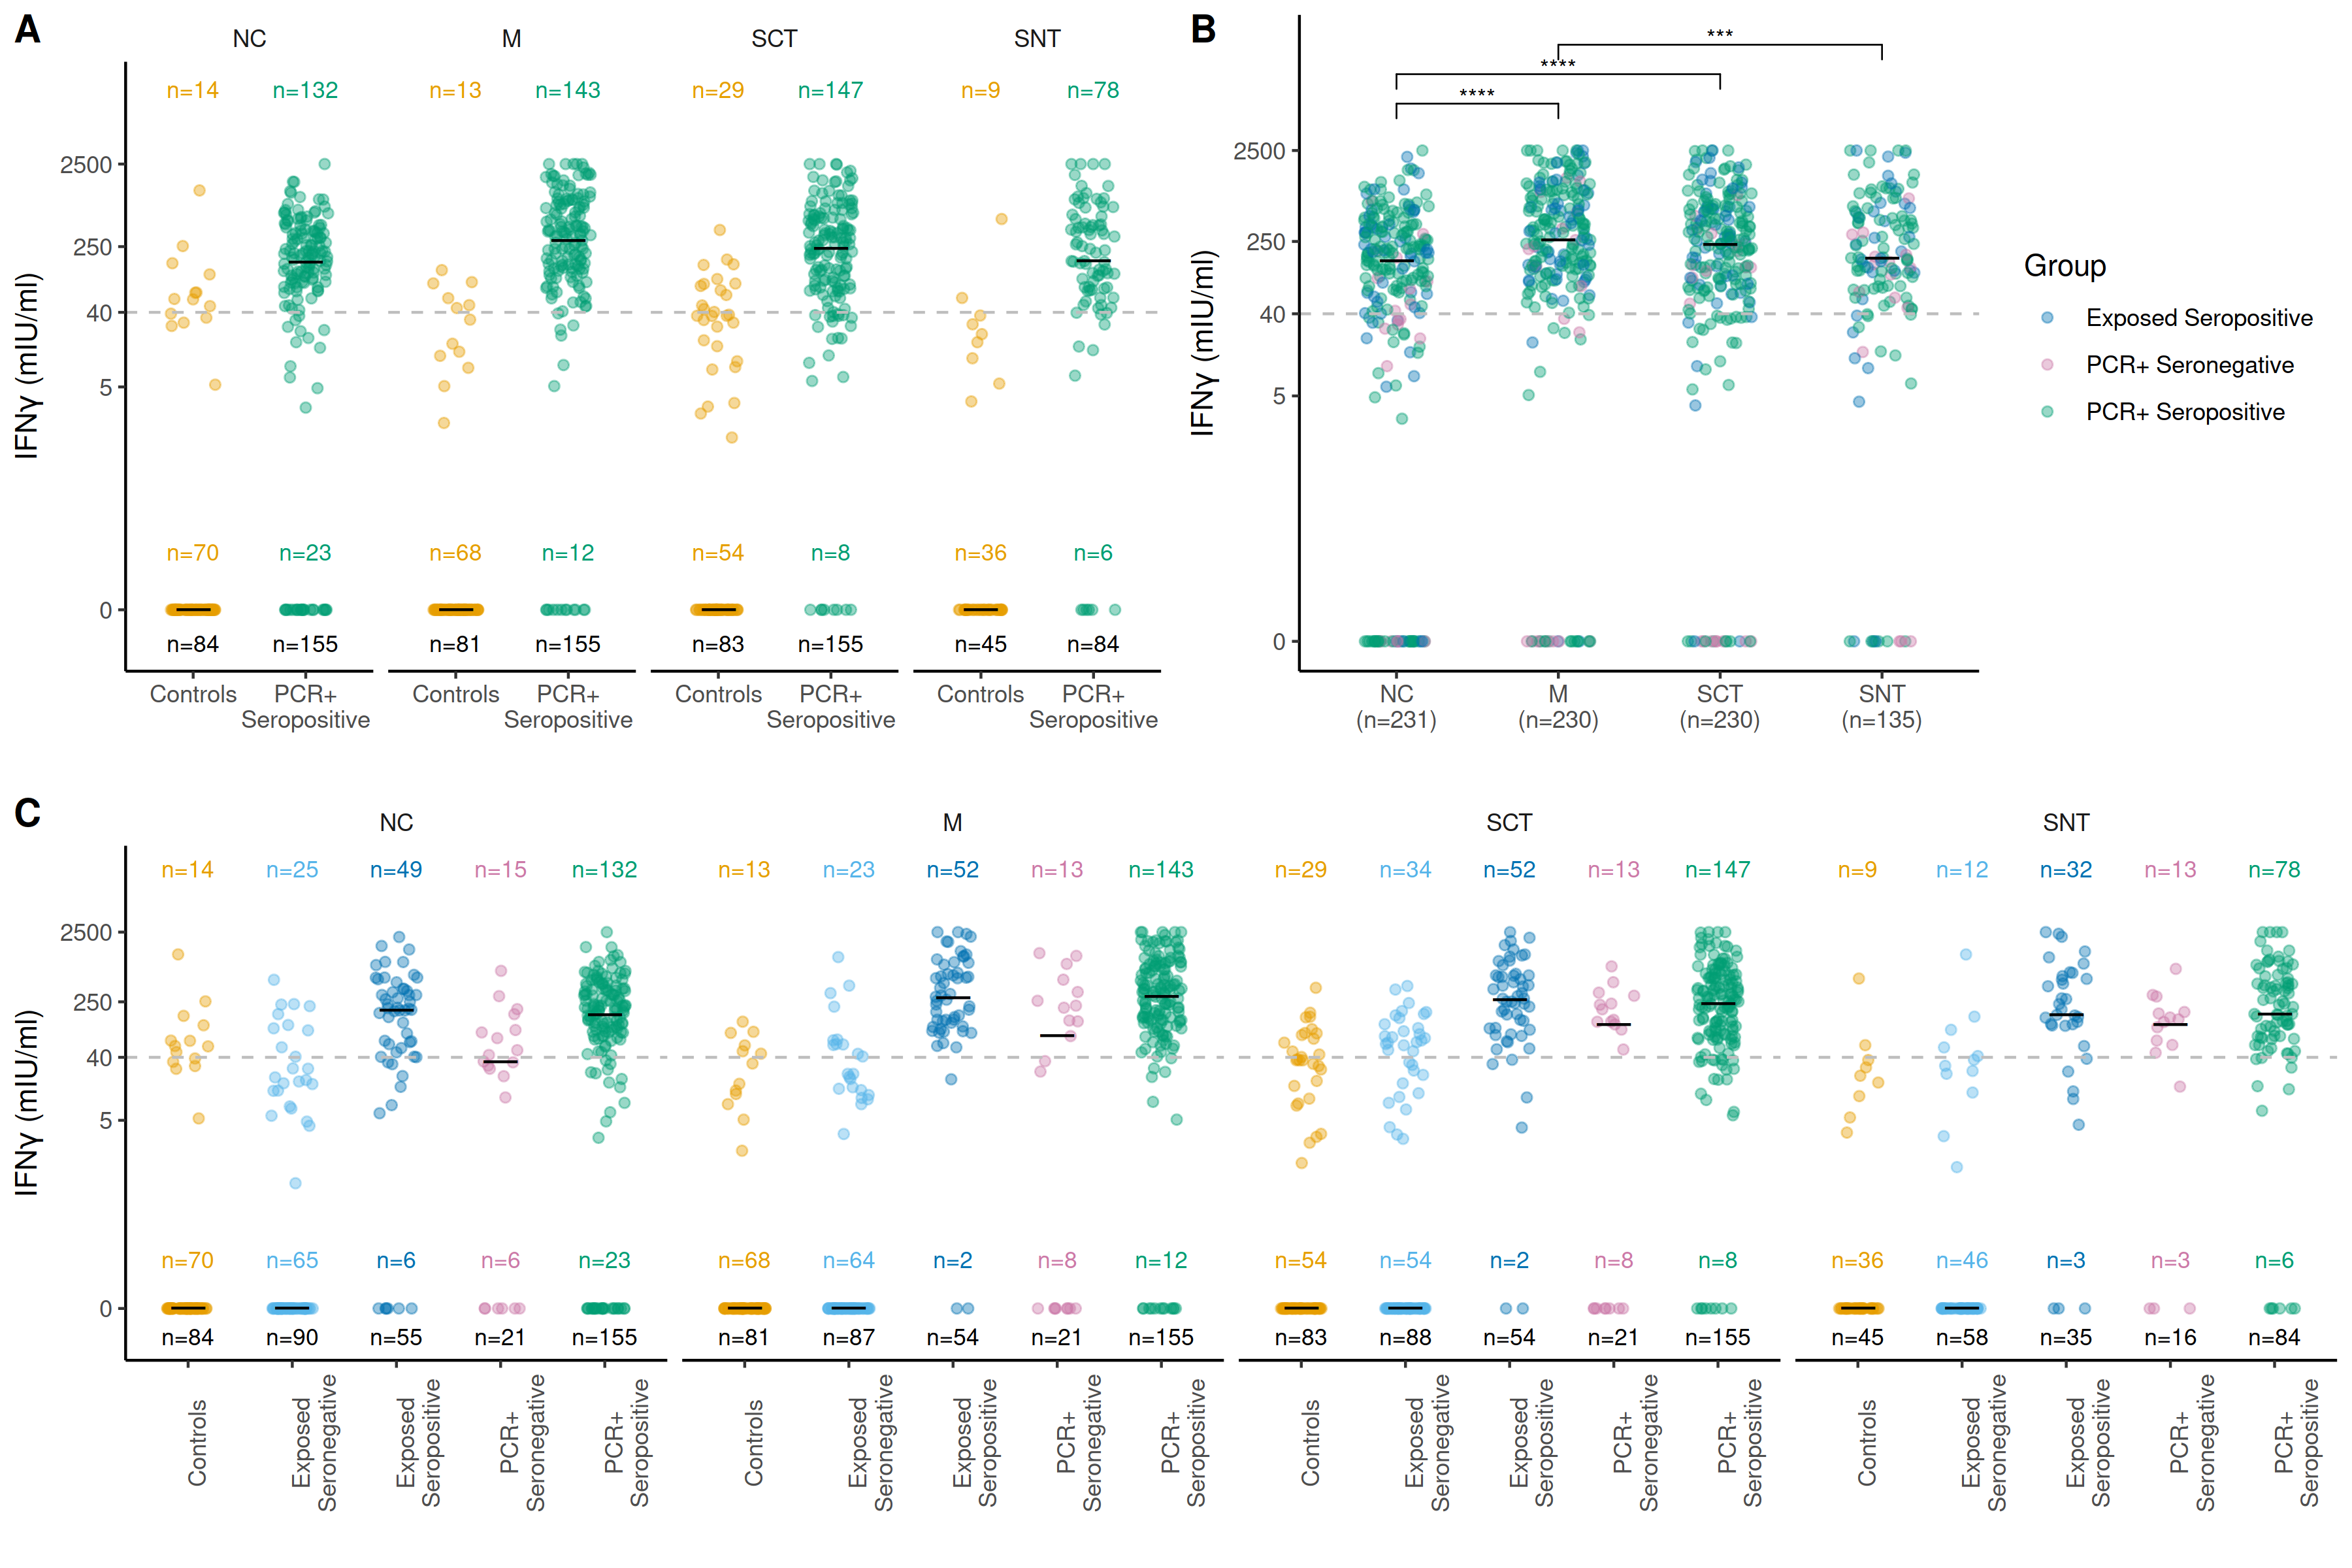 A
NC M SCT SNT
n=14 n=132 n=13 n=143 n=29 n=147 n=9 n=78
2500
250
40
5
0
IFNγ (mIU/ml)
n=70 n=23 n=68 n=12 n=54 n=8 n=36 n=6
n=84 n=155 n=81 n=155 n=83 n=155 n=45 n=84
Controls PCR+ Controls PCR+ Controls PCR+ Controls PCR+
Seropositive Seropositive Seropositive Seropositive
B
***
****
****
2500
250
40
5
0
IFNγ (mIU/ml)
NC M SCT SNT
(n=231) (n=230) (n=230) (n=135)
Group
Exposed Seropositive
PCR+ Seronegative
PCR+ Seropositive
C
NC M SCT SNT
n=14 n=25 n=49 n=15 n=132 n=13 n=23 n=52 n=13 n=143 n=29 n=34 n=52 n=13 n=147 n=9 n=12 n=32 n=13 n=78
2500
250
40
5
0
IFNγ (mIU/ml)
n=70 n=65 n=6 n=6 n=23 n=68 n=64 n=2 n=8 n=12 n=54 n=54 n=2 n=8 n=8 n=36 n=46 n=3 n=3 n=6
n=84 n=90 n=55 n=21 n=155 n=81 n=87 n=54 n=21 n=155 n=83 n=88 n=54 n=21 n=155 n=45 n=58 n=35 n=16 n=84
Controls
Exposed
Seronegative
Exposed
Seropositive
PCR+
Seronegative
PCR+
Seropositive
Controls
Exposed
Seronegative
Exposed
Seropositive
PCR+
Seronegative
PCR+
Seropositive
Controls
Exposed
Seronegative
Exposed
Seropositive
PCR+
Seronegative
PCR+
Seropositive
Controls
Exposed
Seronegative
Exposed
Seropositive
PCR+
Seronegative
PCR+
Seropositive